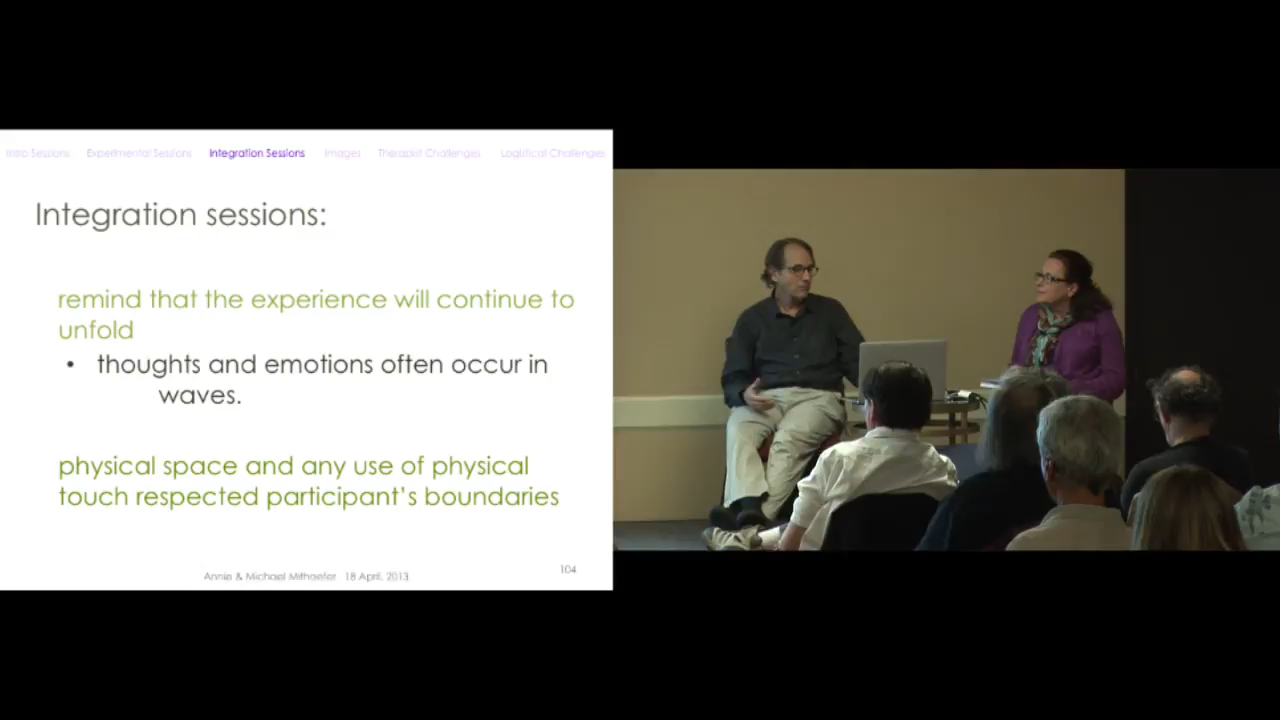 Intro Sessions Experimental Sessions Integration Sessions Images Therapist Challenges Logistical Challenges
Integration sessions:
remind that the experience will continue to
unfold
• thoughts and emotions often occur in
waves.
physical space and any use of physical
touch respected participant's boundaries
Annie & Michael Mithoefer 18 April, 2013
104